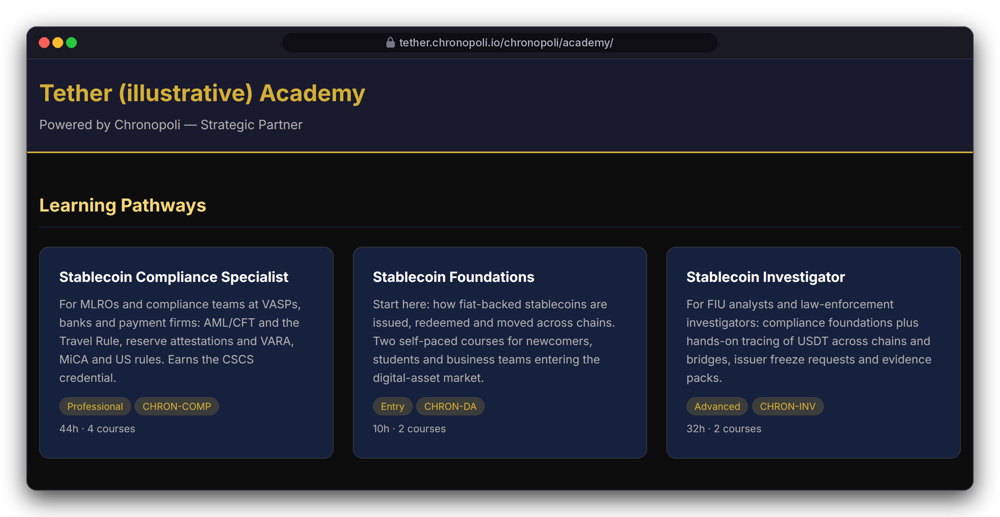 tether.chronopoli.io/chronopoli/academy/
Tether (illustrative) Academy
Powered by Chronopoli — Strategic Partner
Learning Pathways
Stablecoin Compliance Specialist
For MLROs and compliance teams at VASPs,
banks and payment firms: AML/CFT and the
Travel Rule, reserve attestations and VARA,
MiCA and US rules. Earns the CSCS
credential.
Professional CHRON-COMP
44h · 4 courses
Stablecoin Foundations
Start here: how fiat-backed stablecoins are
issued, redeemed and moved across chains.
Two self-paced courses for newcomers,
students and business teams entering the
digital-asset market.
Entry CHRON-DA
10h · 2 courses
Stablecoin Investigator
For FIU analysts and law-enforcement
investigators: compliance foundations plus
hands-on tracing of USDT across chains and
bridges, issuer freeze requests and evidence
packs.
Advanced CHRON-INV
32h · 2 courses